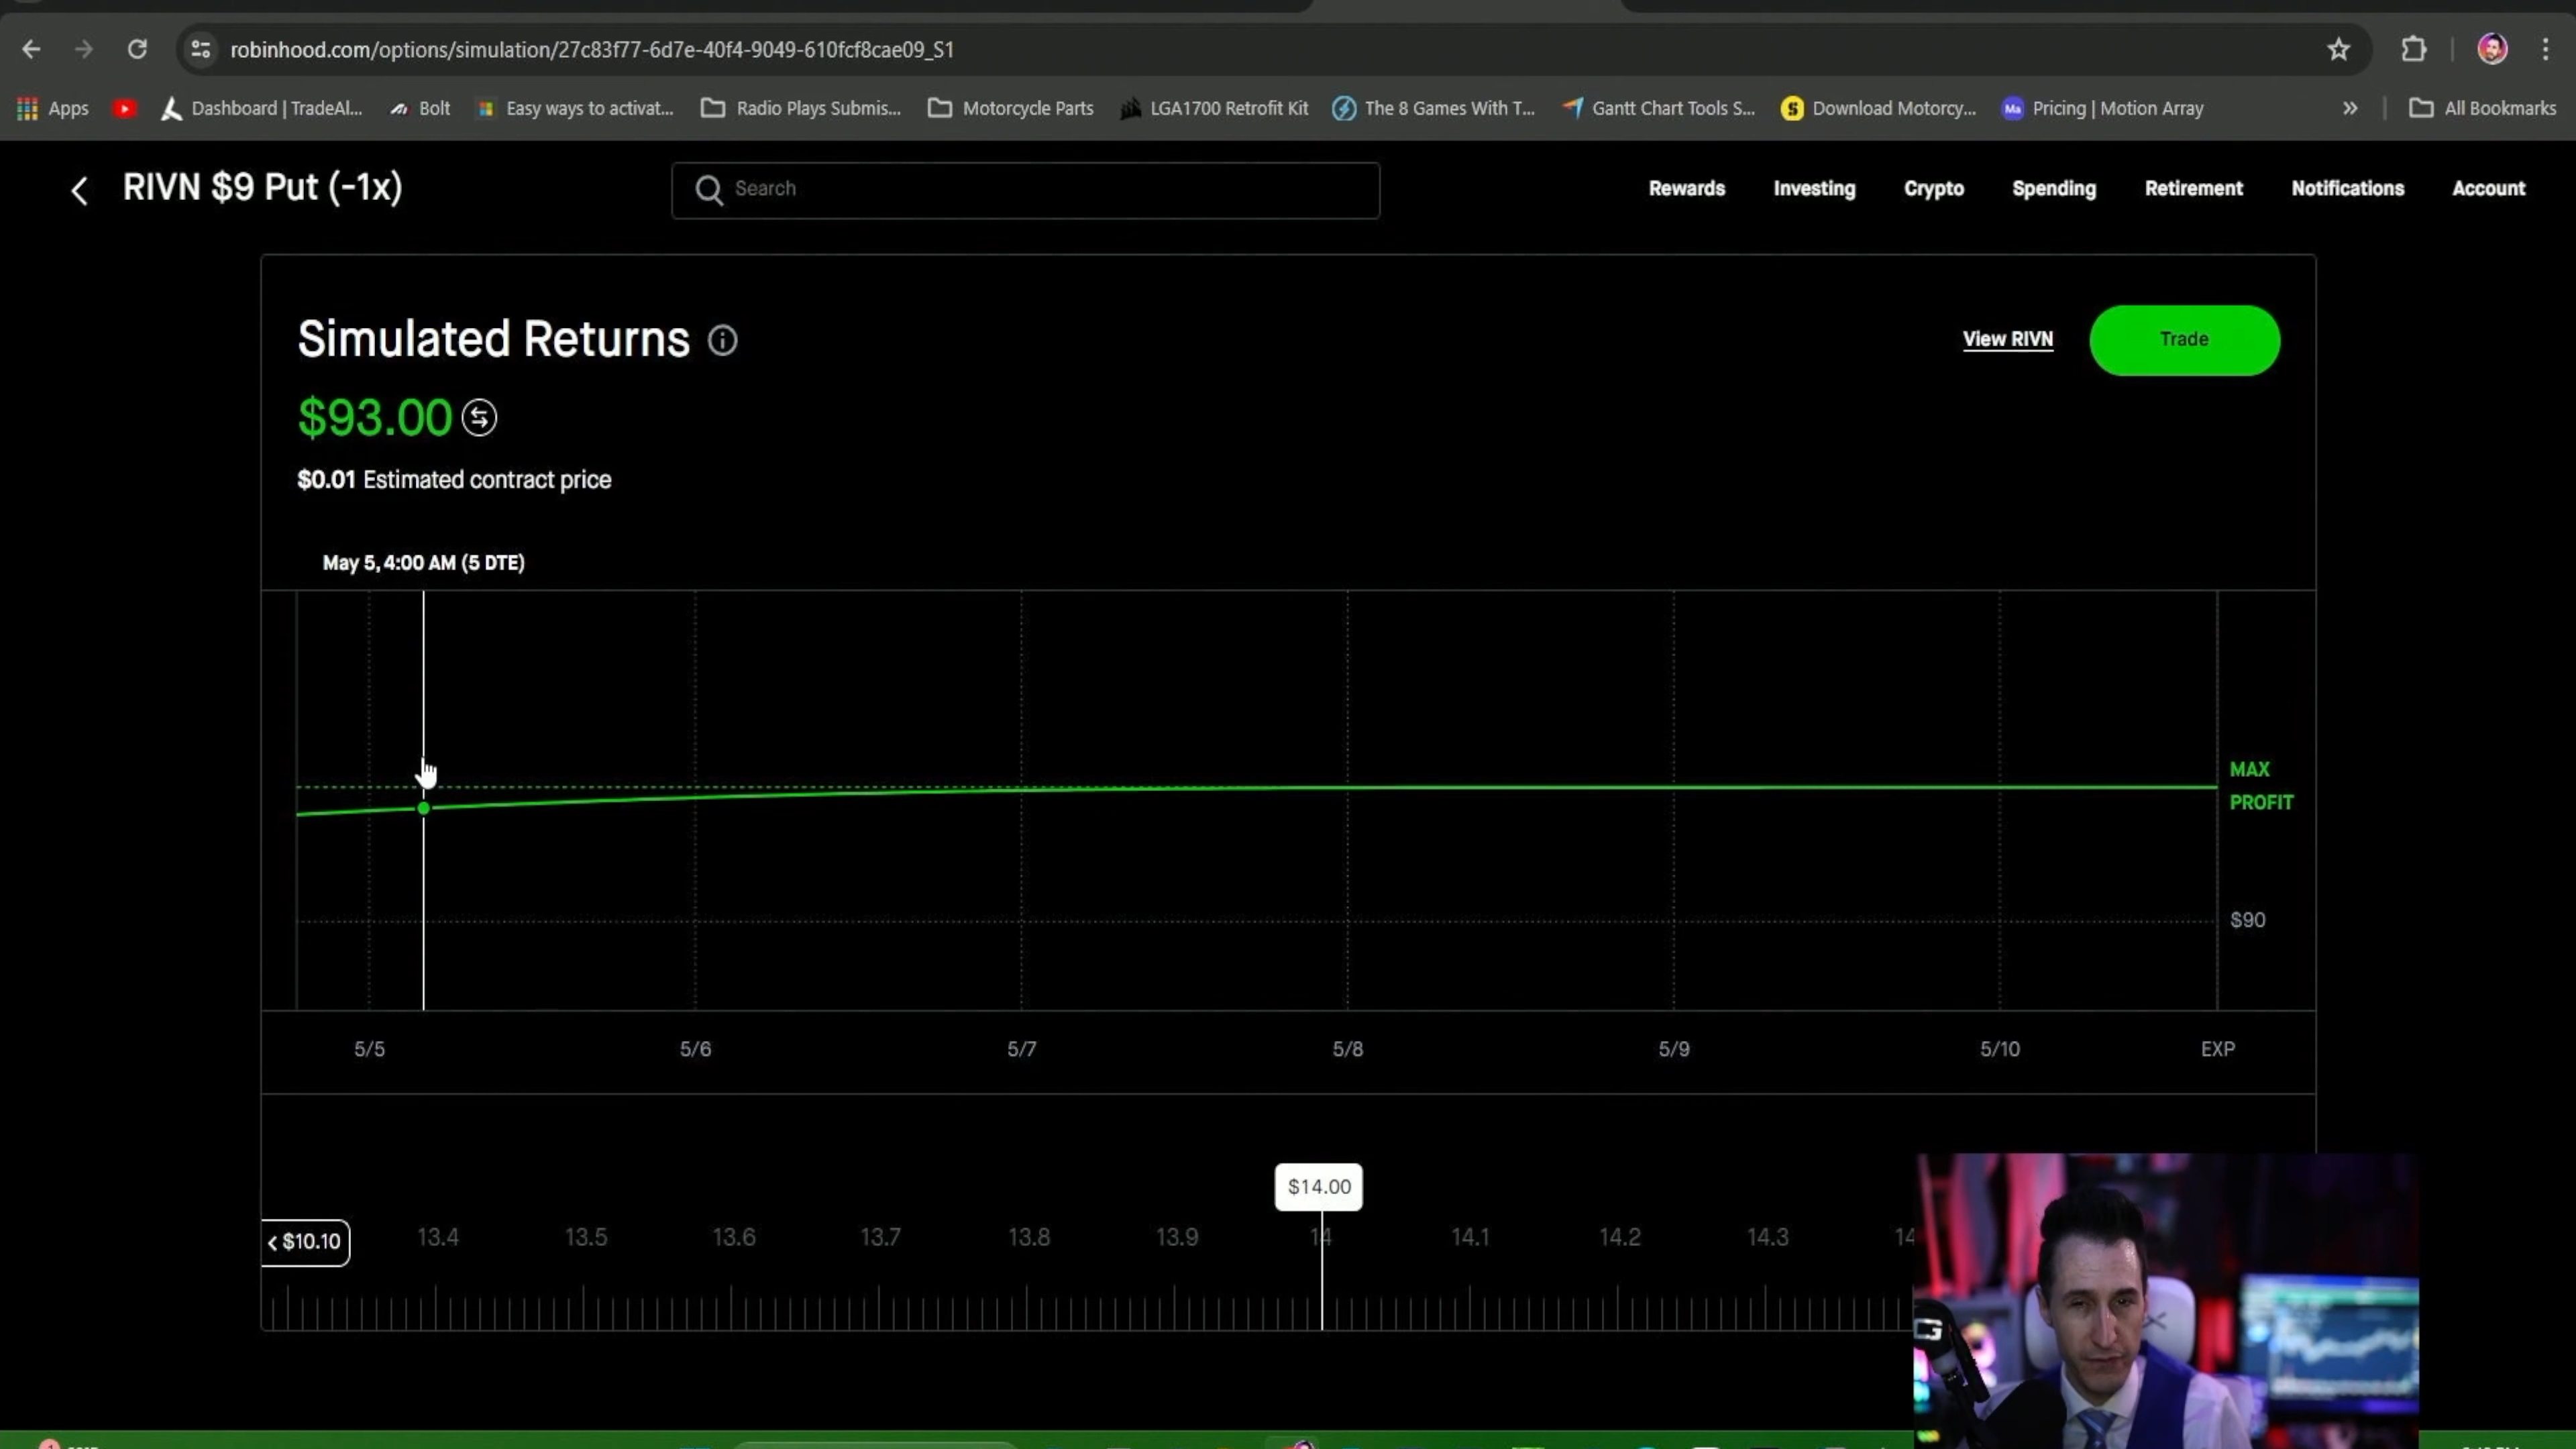 robinhood.com/options/simulation/27c83f77-6d7e-40f4-9049-610fcf8cae09_S1
Apps
Dashboard | TradeAl...
Bolt
Easy ways to activat...
Radio Plays Submis...
Motorcycle Parts
LGA1700 Retrofit Kit
The 8 Games With T...
Gantt Chart Tools S...
Download Motorcy...
Pricing | Motion Array
All Bookmarks
RIVN $9 Put (-1x)
Search
Rewards
Investing
Crypto
Spending
Retirement
Notifications
Account
Simulated Returns
View RIVN
Trade
$93.00
$0.01 Estimated contract price
May 5, 4:00 AM (5 DTE)
MAX
PROFIT
$90
5/5
5/6
5/7
5/8
5/9
5/10
EXP
$14.00
$10.10
13.4
13.5
13.6
13.7
13.8
13.9
14
14.1
14.2
14.3